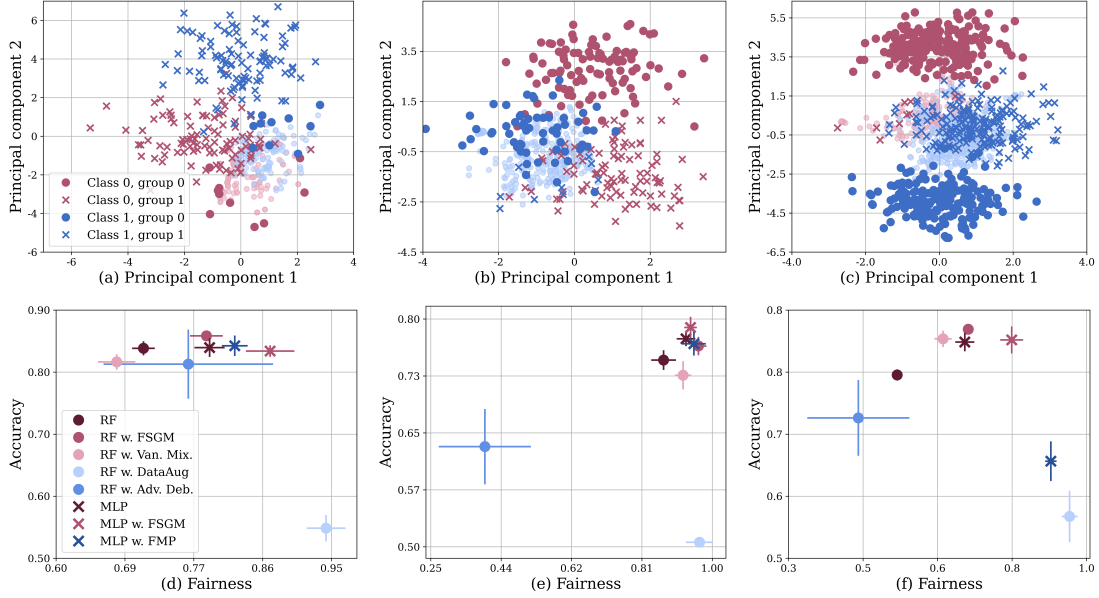 Principal component 2
6
4
2
0
-2
-4
-6
-6
-4
-2
0
2
4
Class 0, group 0
Class 0, group 1
Class 1, group 0
Class 1, group 1
(a) Principal component 1
Principal component 2
3.5
1.5
-0.5
-2.5
-4.5
-4
-2
0
2
4
(b) Principal component 1
Principal component 2
5.5
3.5
1.5
-0.5
-2.5
-4.5
-6.5
-4.0
-2.0
0.0
2.0
4.0
(c) Principal component 1
Accuracy
0.90
0.80
0.70
0.60
0.50
0.60
0.69
0.77
0.86
0.95
RF
RF w. FSGM
RF w. Van. Mix.
RF w. DataAug
RF w. Adv. Deb.
MLP
MLP w. FSGM
MLP w. FMP
(d) Fairness
Accuracy
0.80
0.73
0.65
0.57
0.50
0.25
0.44
0.62
0.81
1.00
(e) Fairness
Accuracy
0.8
0.8
0.7
0.6
0.5
0.3
0.5
0.6
0.8
1.0
(f) Fairness